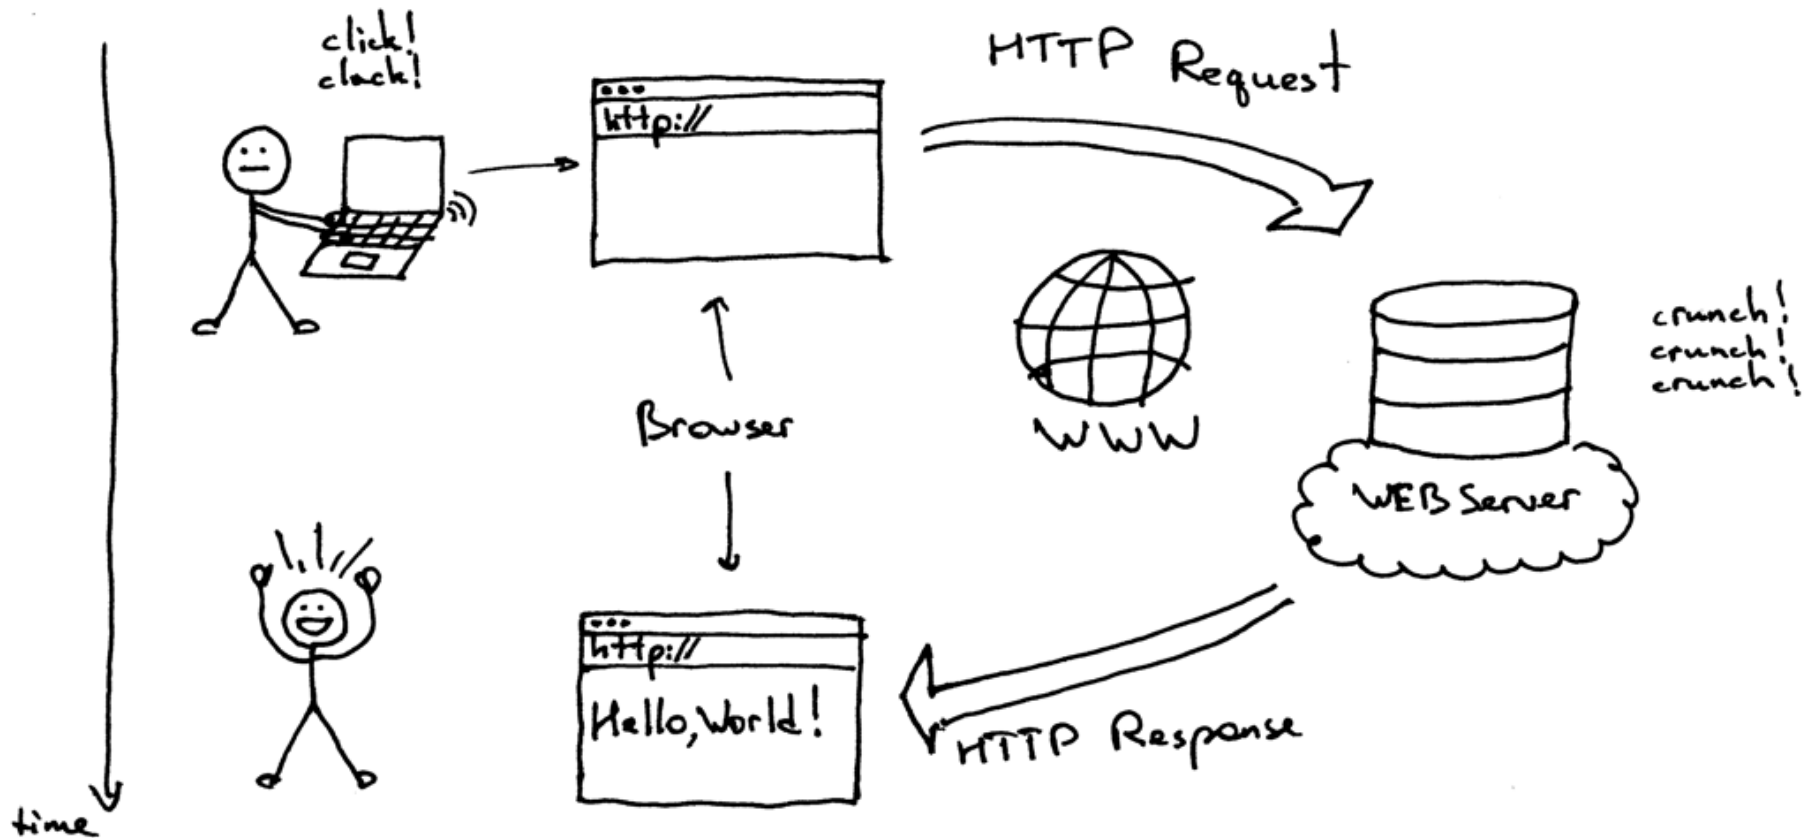 click!
clack!
HTTP Request
http://
crunch!
crunch!
crunch!
Browser
WWW
WEB Server
http://
Hello, World!
HTTP Response
time